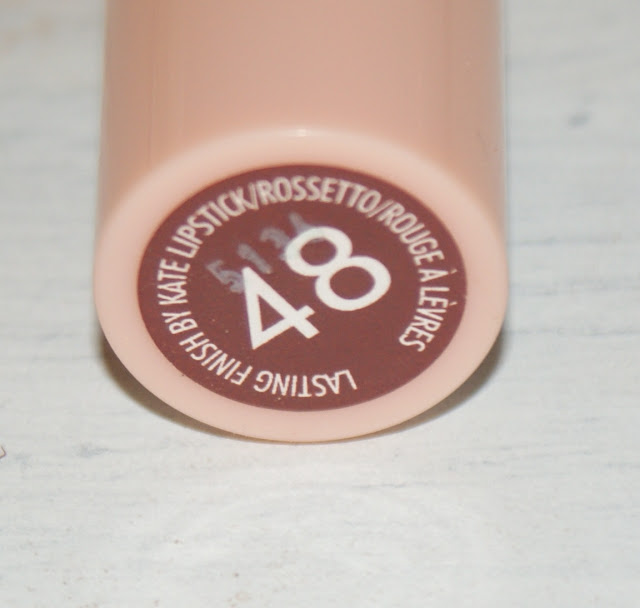 LASTING FINISH BY KATE LIPSTICK/ROSSETTO/ROUGE À LÈVRES
48